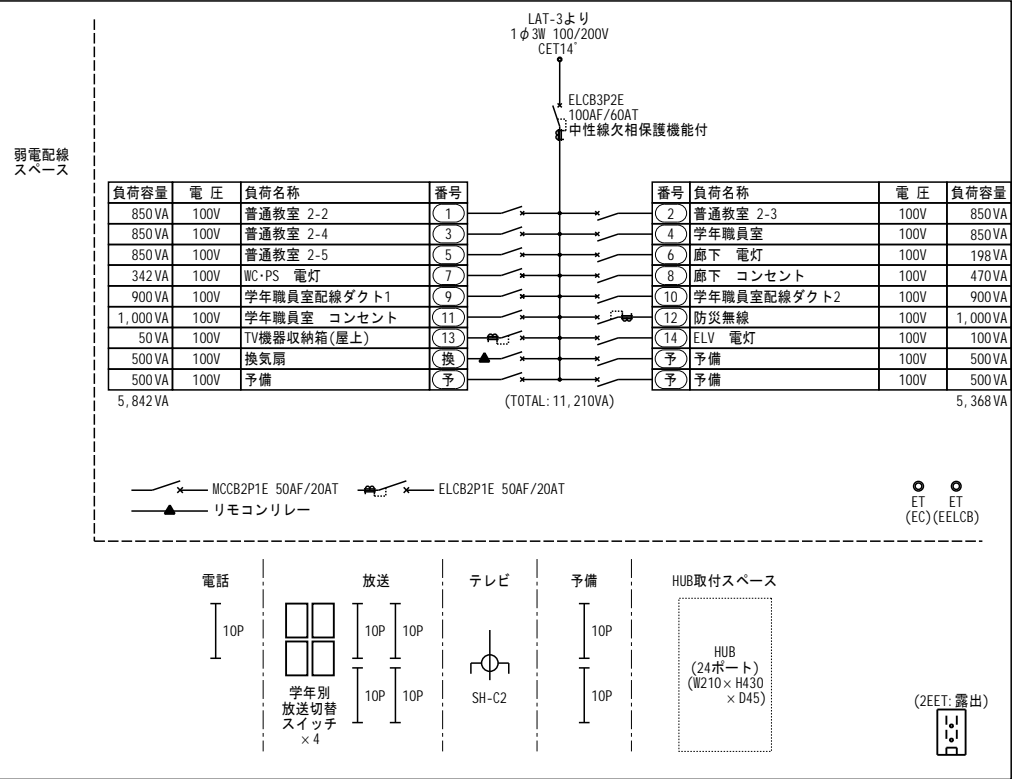 LAT-3より
1φ3W 100/200V
CET14°
ELCB3P2E
100AF/60AT
中性線欠相保護機能付
弱電配線
スペース
負荷容量 電 圧 負荷名称 番号 番号 負荷名称 電 圧 負荷容量
850VA 100V 普通教室 2-2 1 2 普通教室 2-3 100V 850VA
850VA 100V 普通教室 2-4 3 4 学年職員室 100V 850VA
850VA 100V 普通教室 2-5 5 6 廊下 電灯 100V 198VA
342VA 100V WC・PS 電灯 7 8 廊下 コンセント 100V 470VA
900VA 100V 学年職員室配線ダクト1 9 10 学年職員室配線ダクト2 100V 900VA
1,000VA 100V 学年職員室 コンセント 11 12 防災無線 100V 1,000VA
50VA 100V TV機器収納箱(屋上) 13 14 ELV 電灯 100V 100VA
500VA 100V 換気扇 換 予 予備 100V 500VA
500VA 100V 予備 予 予 予備 100V 500VA
5,842VA (TOTAL:11,210VA) 5,368VA
MCCB2P1E 50AF/20AT ELCB2P1E 50AF/20AT
リモコンリレー
ET ET
(EC) (EELCB)
電話 放送 テレビ 予備 HUB取付スペース
10P 10P 10P 10P
10P 10P 10P
学年別
放送切替
スイッチ
×4
SH-C2
HUB
(24ポート)
(W210×H430
×D45)
(2EET:露出)